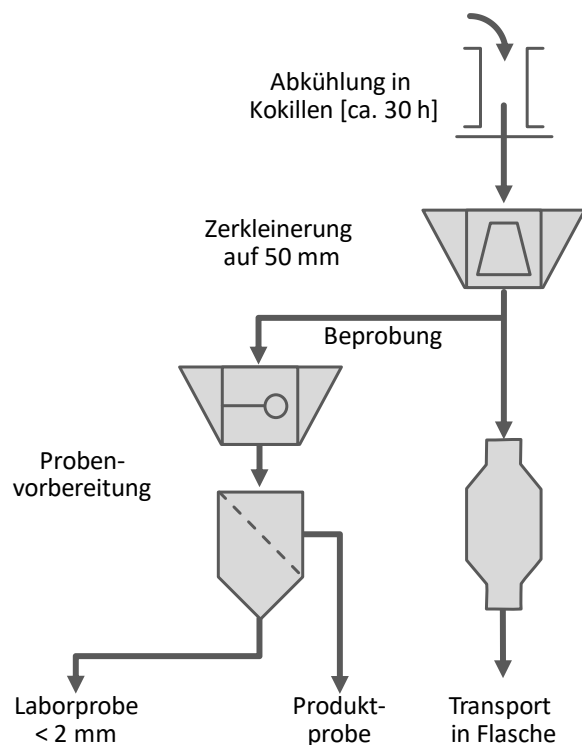 Abkühlung in
Kokillen [ca. 30 h]
Zerkleinerung
auf 50 mm
Beprobung
Proben-
vorbereitung
Laborprobe
< 2 mm
Produkt-
probe
Transport
in Flasche